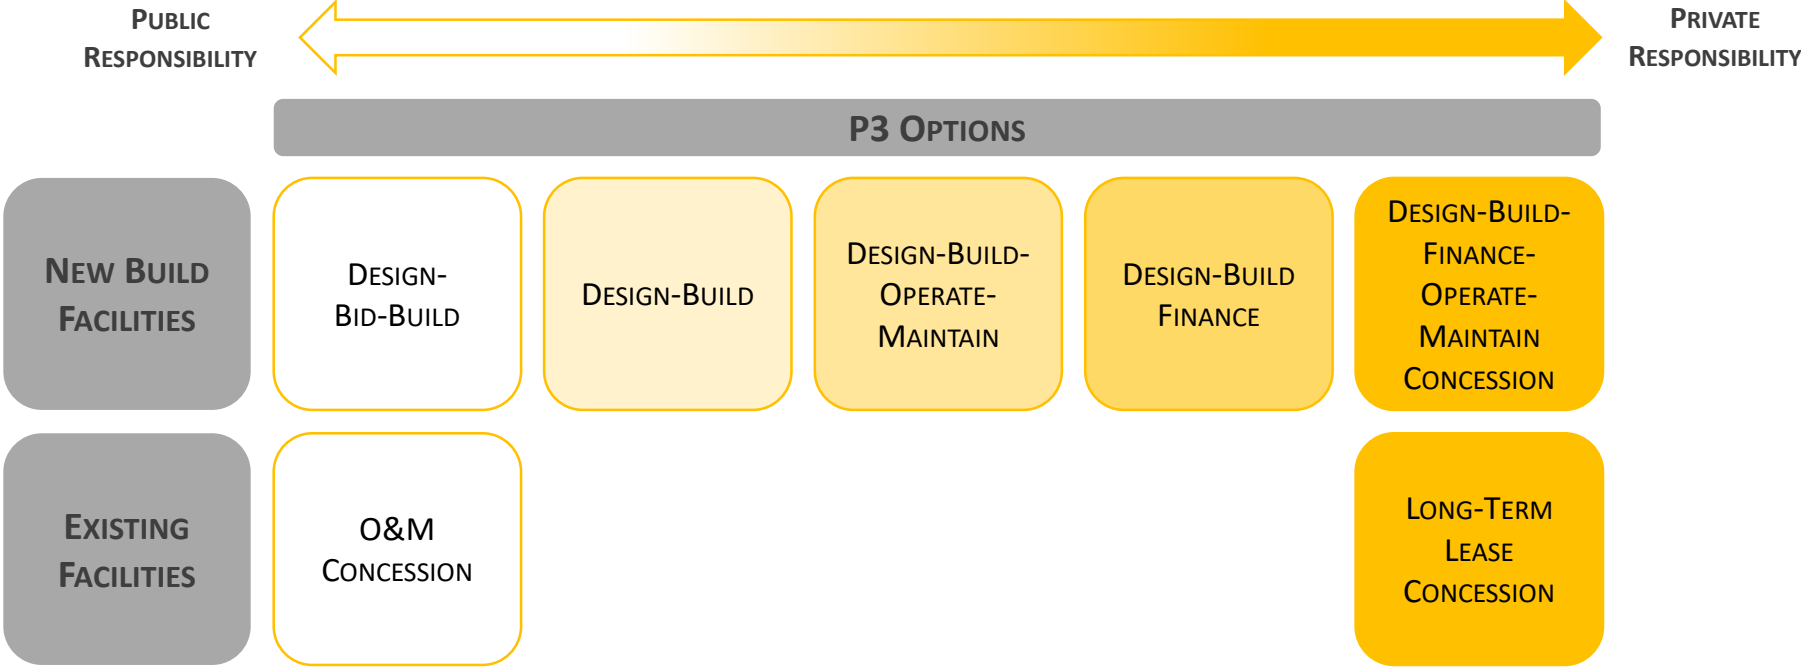 PUBLIC
RESPONSIBILITY
PRIVATE
RESPONSIBILITY
P3 OPTIONS
NEW BUILD
FACILITIES
DESIGN-
BID-BUILD
DESIGN-BUILD
DESIGN-BUILD-
OPERATE-
MAINTAIN
DESIGN-BUILD
FINANCE
DESIGN-BUILD-
FINANCE-
OPERATE-
MAINTAIN
CONCESSION
EXISTING
FACILITIES
O&M
CONCESSION
LONG-TERM
LEASE
CONCESSION